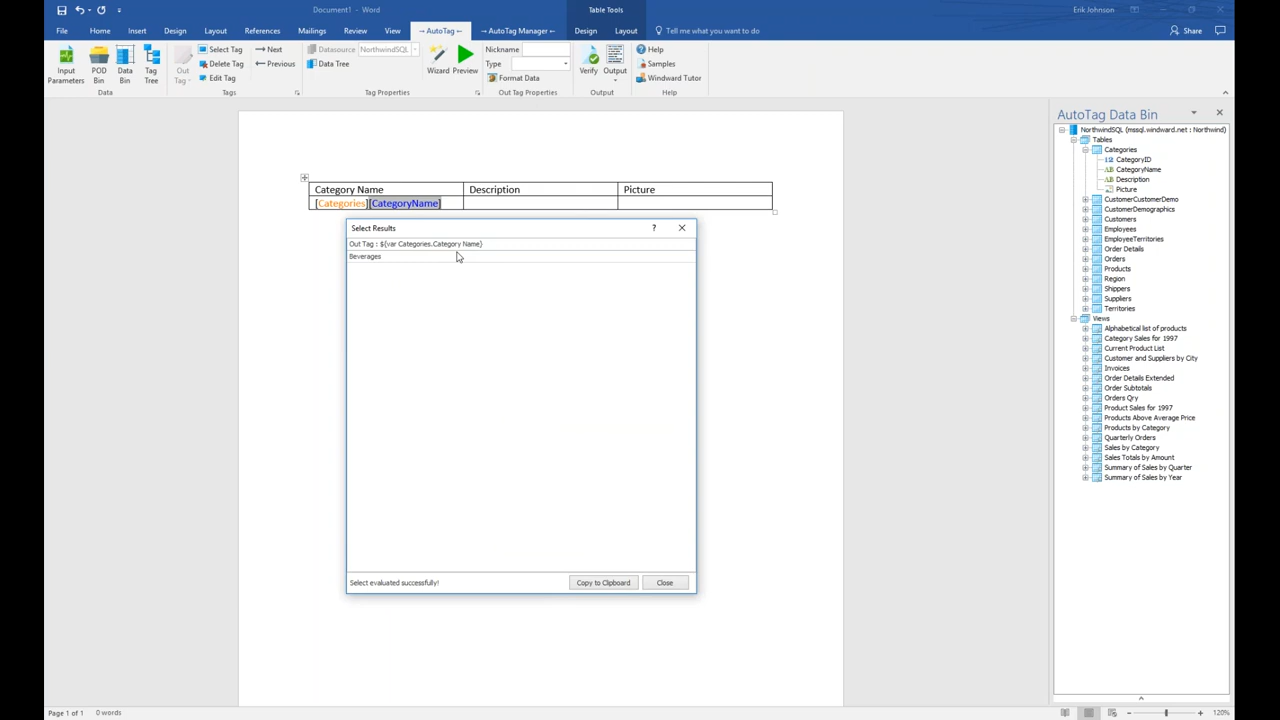 Document1 - Word
Table Tools
Erik Johnson
File
Home
Insert
Design
Layout
References
Mailings
Review
View
→ AutoTag ←
→ AutoTag Manager ←
Design
Layout
Tell me what you want to do
Share
Input Parameters
POD Bin
Data Bin
Tag Tree
Data
Out Tag
Select Tag
Delete Tag
Edit Tag
Next
Previous
Tags
Datasource NorthwindSQL
Data Tree
Wizard
Preview
Tag Properties
Nickname
Type
Format Data
Out Tag Properties
Verify
Output
Output
Help
Samples
Windward Tutor
Help
Category Name Description Picture
[Categories][CategoryName]
Select Results
?
Out Tag : ${var Categories.Category Name}
Beverages
Select evaluated successfully!
Copy to Clipboard
Close
AutoTag Data Bin
NorthwindSQL (mssql.windward.net : Northwind)
Tables
Categories
12 CategoryID
AB CategoryName
AB Description
Picture
CustomerCustomerDemo
CustomerDemographics
Customers
Employees
EmployeeTerritories
Order Details
Orders
Products
Region
Shippers
Suppliers
Territories
Views
Alphabetical list of products
Category Sales for 1997
Current Product List
Customer and Suppliers by City
Invoices
Order Details Extended
Order Subtotals
Orders Qry
Product Sales for 1997
Products Above Average Price
Products by Category
Quarterly Orders
Sales by Category
Sales Totals by Amount
Summary of Sales by Quarter
Summary of Sales by Year
Page 1 of 1
0 words
120%